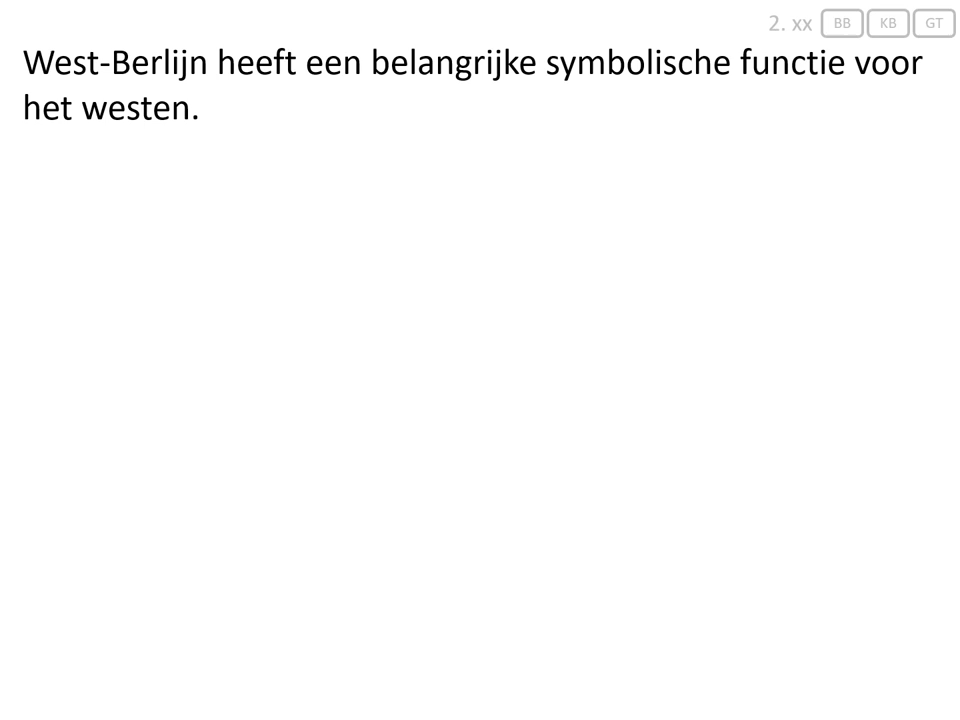 2. xx BB KB GT
West-Berlijn heeft een belangrijke symbolische functie voor
het westen.